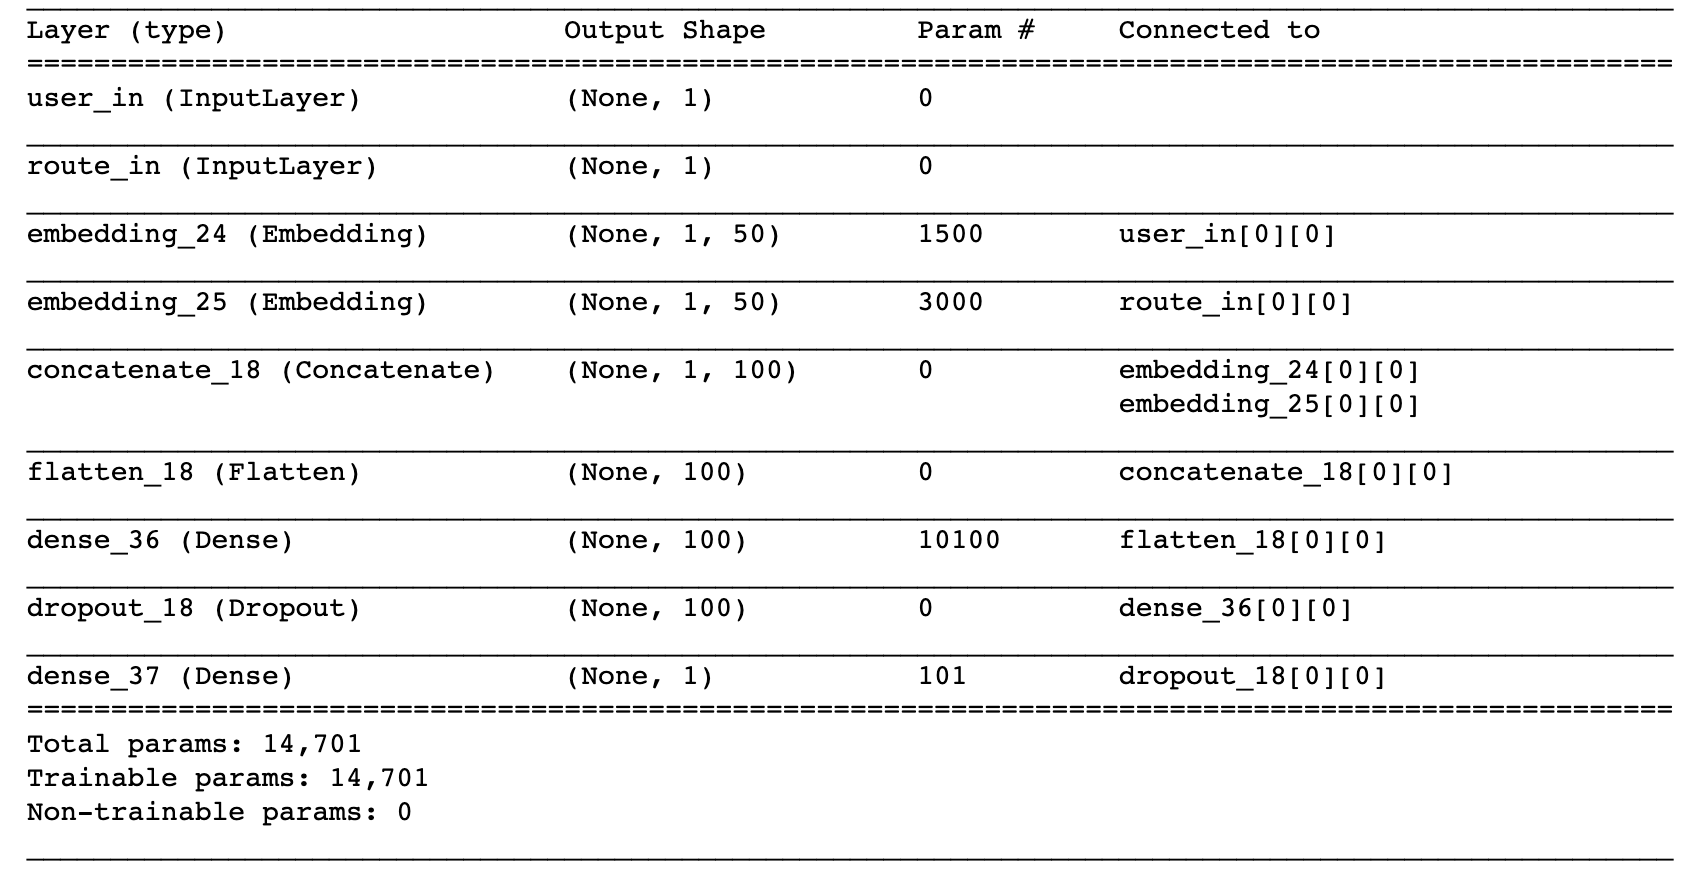 Layer (type) Output Shape Param # Connected to
====================================================================================
user_in (InputLayer) (None, 1) 0
route_in (InputLayer) (None, 1) 0
embedding_24 (Embedding) (None, 1, 50) 1500 user_in[0][0]
embedding_25 (Embedding) (None, 1, 50) 3000 route_in[0][0]
concatenate_18 (Concatenate) (None, 1, 100) 0 embedding_24[0][0]
embedding_25[0][0]
flatten_18 (Flatten) (None, 100) 0 concatenate_18[0][0]
dense_36 (Dense) (None, 100) 10100 flatten_18[0][0]
dropout_18 (Dropout) (None, 100) 0 dense_36[0][0]
dense_37 (Dense) (None, 1) 101 dropout_18[0][0]
====================================================================================
Total params: 14,701
Trainable params: 14,701
Non-trainable params: 0